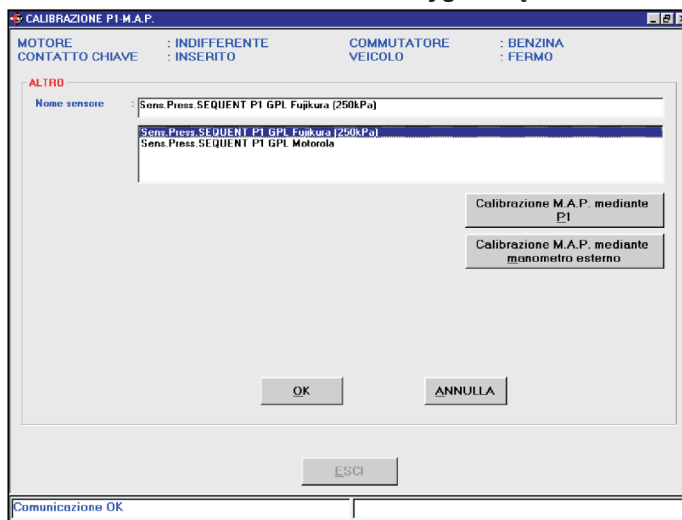 CALIBRAZIONE P1-M.A.P.
MOTORE : INDIFFERENTE COMMUTATORE : BENZINA
CONTATTO CHIAVE : INSERITO VEICOLO : FERMO
ALTRO
Nome sensore : Sens.Press.SEQUENT P1 GPL Fujikura (250kPa)
Sens.Press.SEQUENT P1 GPL Fujikura (250kPa)
Sens.Press.SEQUENT P1 GPL Motorola
Calibrazione M.A.P. mediante
P1
Calibrazione M.A.P. mediante
manometro esterno
OK ANNULLA
ESCI
Comunicazione OK